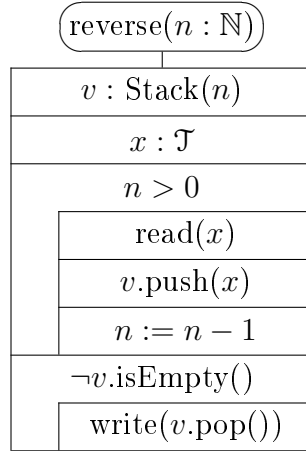 reverse(n : ℕ)
v : Stack(n)
x : 𝒯
n > 0
read(x)
v.push(x)
n := n − 1
¬v.isEmpty()
write(v.pop())